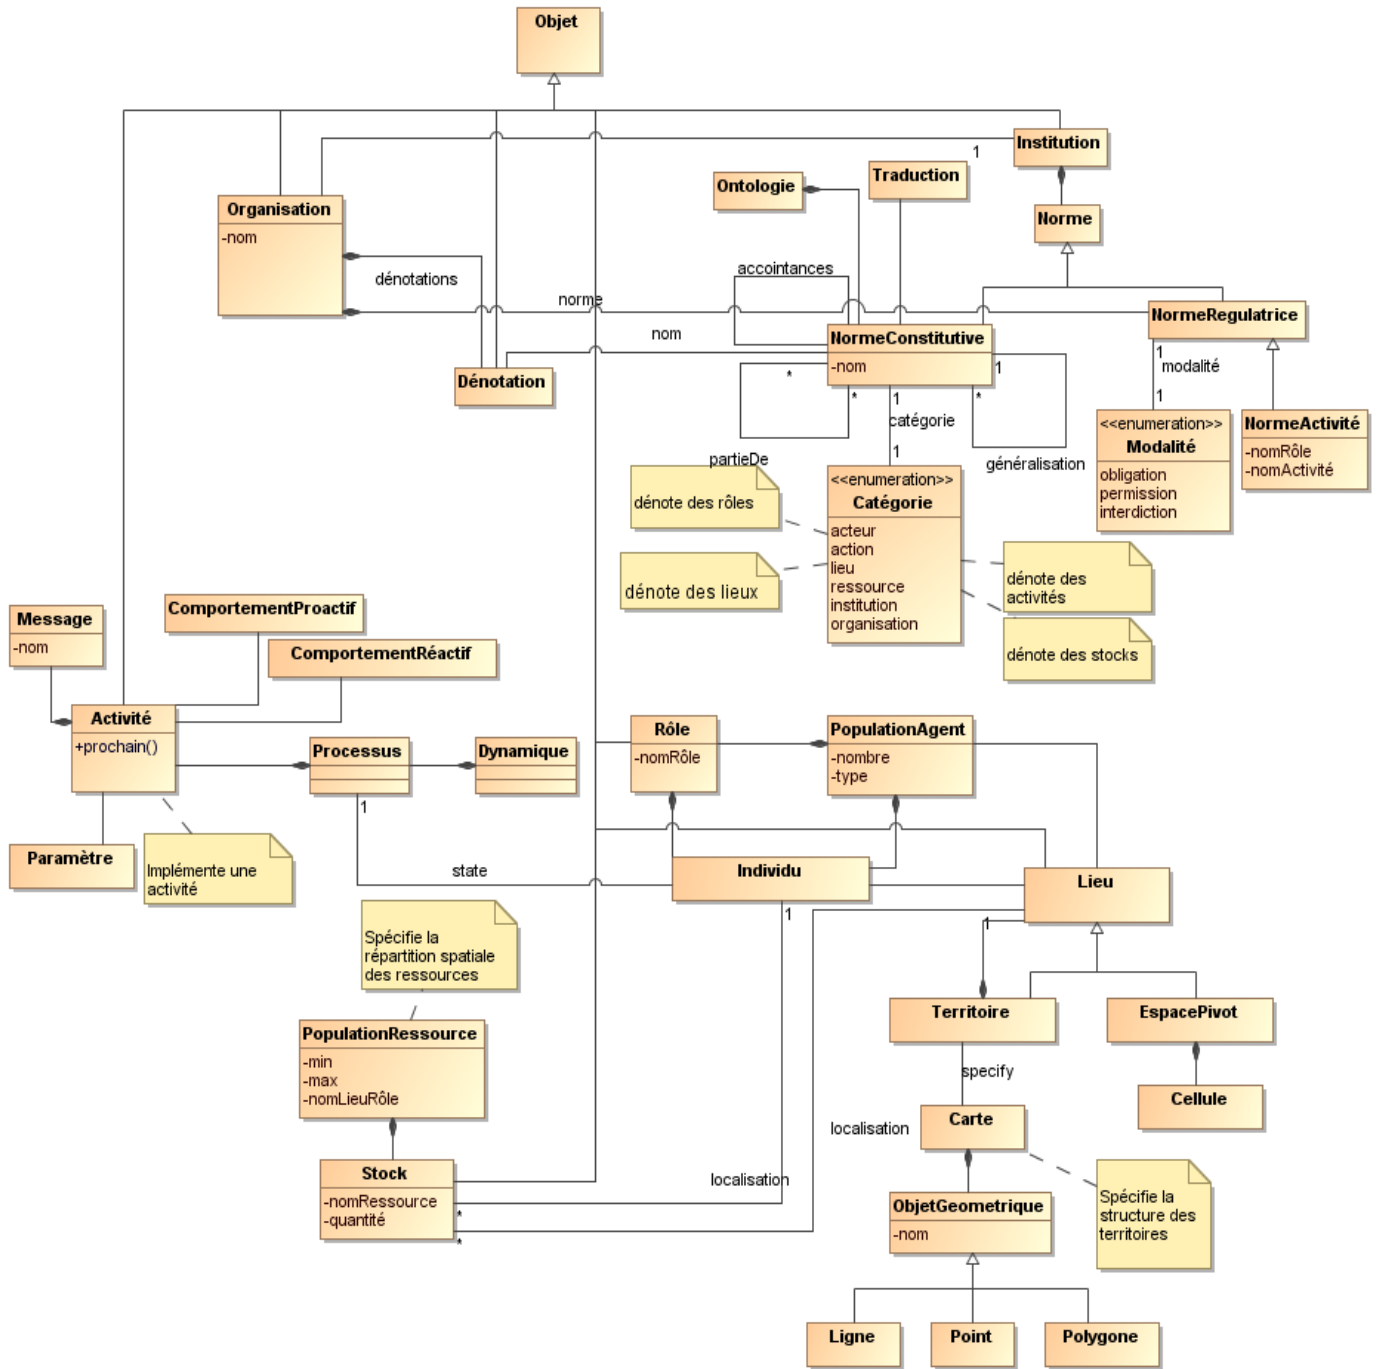 Objet
Institution
1
Traduction
Ontologie
Organisation
-nom
Norme
accointances
dénotations
norme
NormeRegulatrice
nom
NormeConstitutive
-nom
1
1
modalité
*
*
*
Dénotation
1
catégorie
1
1
<<enumeration>>
Modalité
obligation
permission
interdiction
NormeActivité
-nomRôle
-nomActivité
partieDe
généralisation
<<enumeration>>
Catégorie
acteur
action
lieu
ressource
institution
organisation
dénote des rôles
dénote des lieux
dénote des
activités
dénote des stocks
Message
-nom
ComportementProactif
ComportementRéactif
Activité
+prochain()
Processus
Dynamique
1
Rôle
-nomRôle
PopulationAgent
-nombre
-type
Paramètre
Implémente une
activité
state
Individu
1
Lieu
1
Spécifie la
répartition spatiale
des ressources
Territoire
EspacePivot
PopulationRessource
-min
-max
-nomLieuRôle
specify
Cellule
Carte
localisation
Stock
-nomRessource
-quantité
localisation
*
*
ObjetGeometrique
-nom
Spécifie la
structure des
territoires
Ligne
Point
Polygone